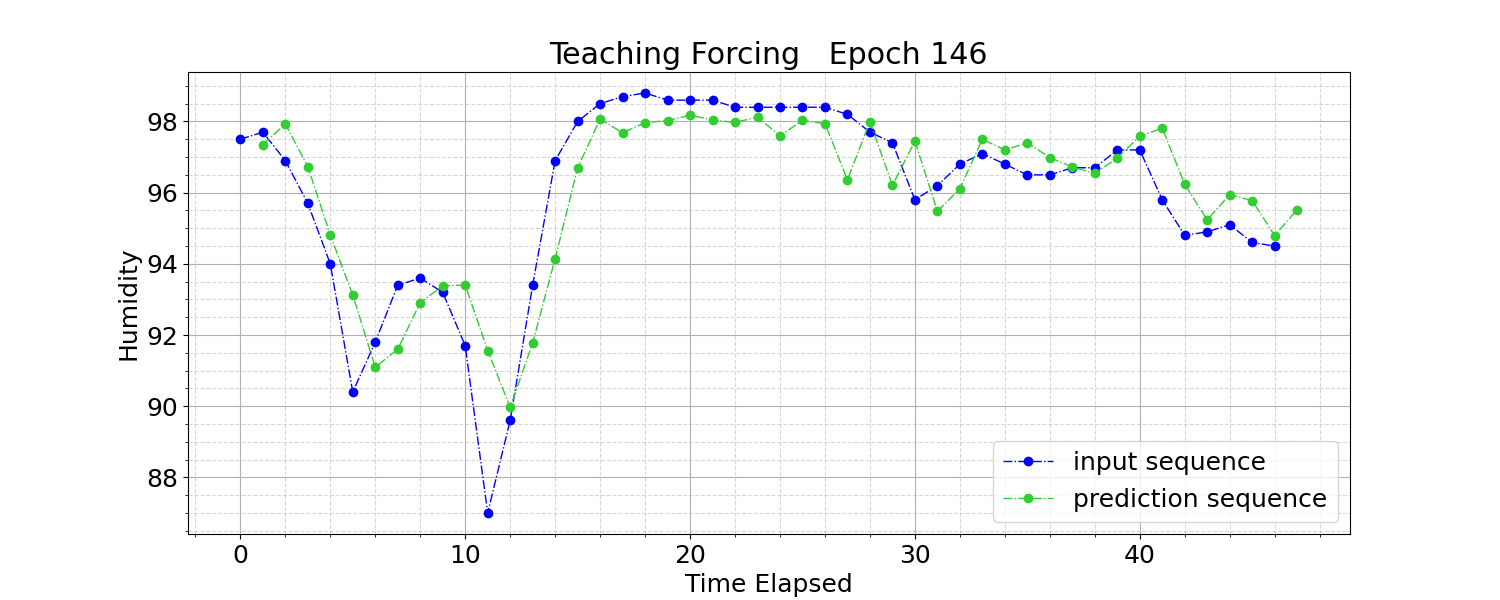 Teaching Forcing   Epoch 146
Humidity
98
96
94
92
90
88
0 10 20 30 40
Time Elapsed
input sequence
prediction sequence